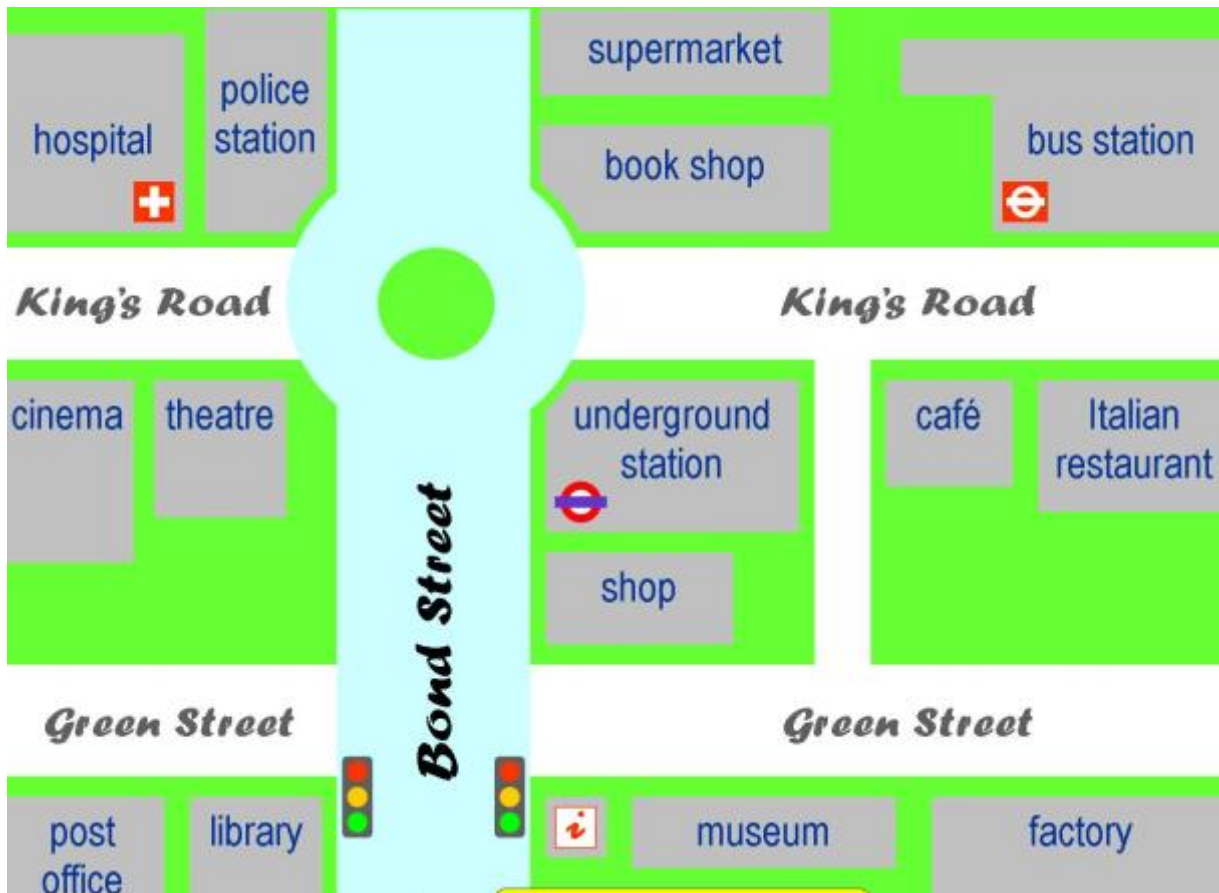 hospital
police
station
supermarket
book shop
bus station
King's Road
King's Road
cinema
theatre
underground
station
café
Italian
restaurant
shop
Bond Street
Green Street
Green Street
post
office
library
i
museum
factory